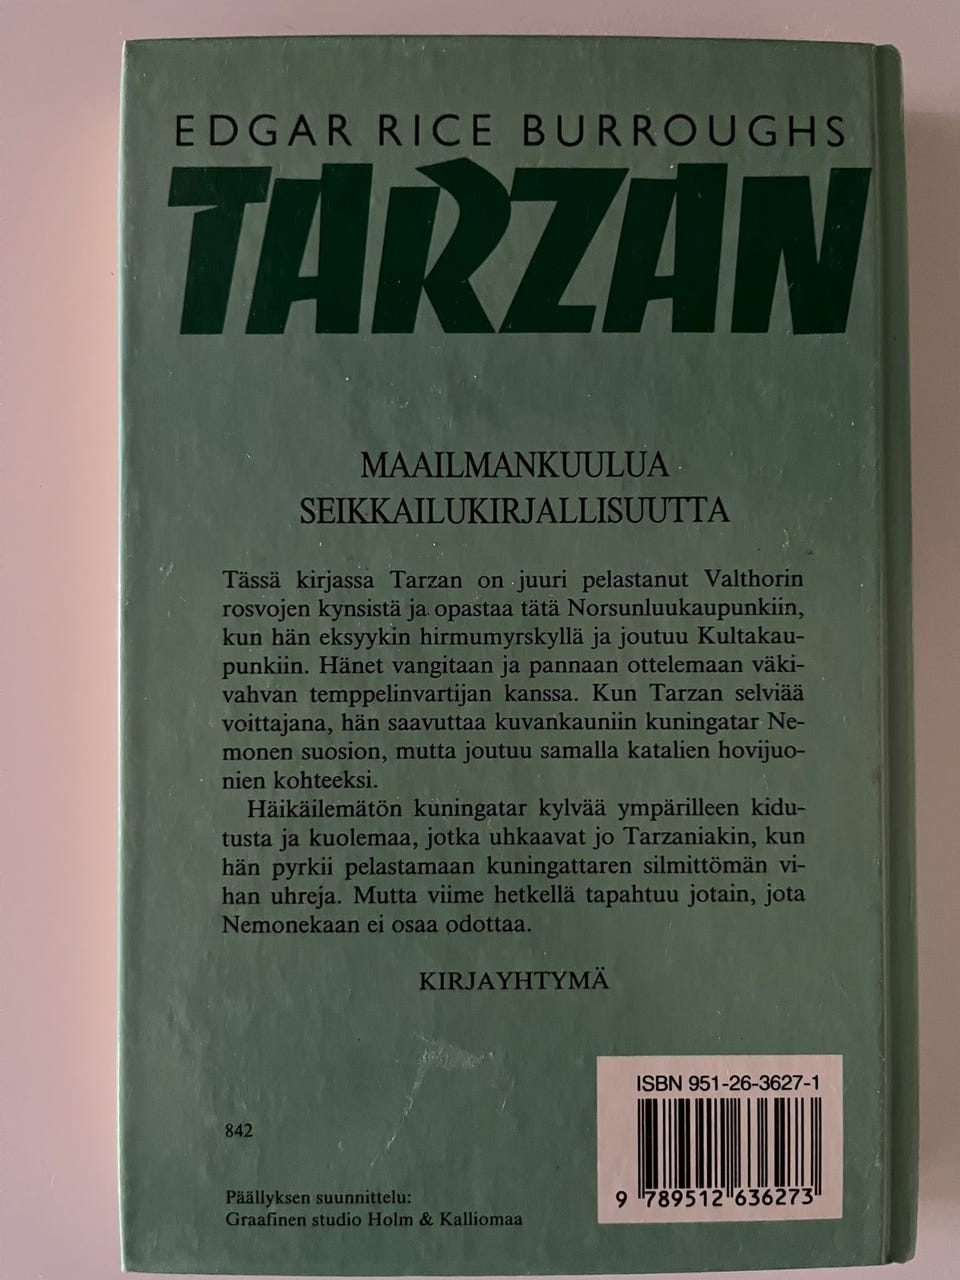 EDGAR RICE BURROUGHS
TARZAN
MAAILMANKUULUA
SEIKKAILUKIRJALLISUUTTA
Tässä kirjassa Tarzan on juuri pelastanut Valthorin
rosvojen kynsistä ja opastaa tätä Norsunluukaupunkiin,
kun hän eksyykin hirmumyrskyllä ja joutuu Kultakau-
punkiin. Hänet vangitaan ja pannaan ottelemaan väki-
vahvan temppelinvartijan kanssa. Kun Tarzan selviää
voittajana, hän saavuttaa kuvankauniin kuningatar Ne-
monen suosion, mutta joutuu samalla katalien hovijuo-
nien kohteeksi.
Häikäilemätön kuningatar kylvää ympärilleen kidu-
tusta ja kuolemaa, jotka uhkaavat jo Tarzaniakin, kun
hän pyrkii pelastamaan kuningattaren silmittömän vi-
han uhreja. Mutta viime hetkellä tapahtuu jotain, jota
Nemonekaan ei osaa odottaa.
KIRJAYHTYMÄ
ISBN 951-26-3627-1
9 789512 636273
842
Päällyksen suunnittelu:
Graafinen studio Holm & Kalliomaa